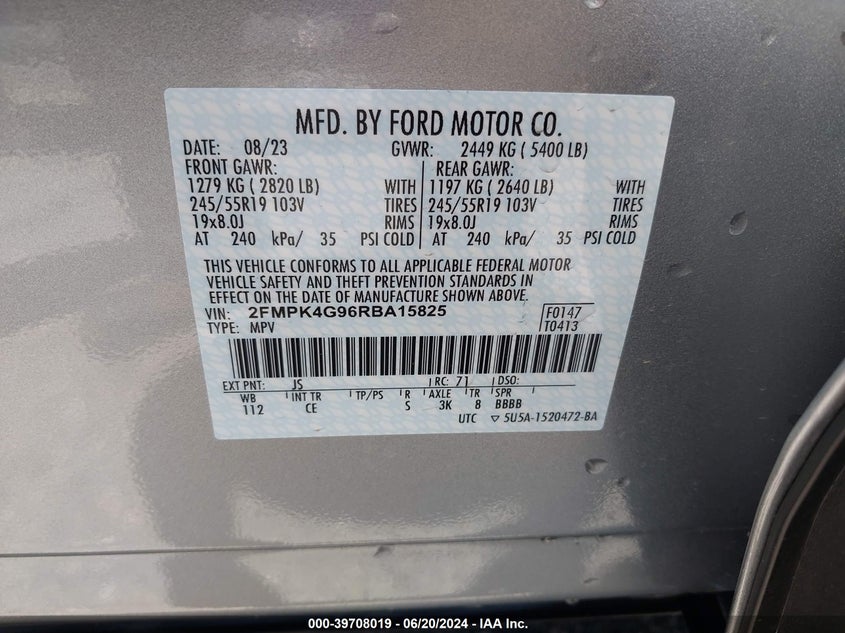 MFD. BY FORD MOTOR CO.
DATE: 08/23 GVWR: 2449 KG ( 5400 LB)
FRONT GAWR: REAR GAWR:
1279 KG ( 2820 LB) WITH 1197 KG ( 2640 LB) WITH
245/55R19 103V TIRES 245/55R19 103V TIRES
19x8.0J RIMS 19x8.0J RIMS
AT 240 kPa/ 35 PSI COLD AT 240 kPa/ 35 PSI COLD
THIS VEHICLE CONFORMS TO ALL APPLICABLE FEDERAL MOTOR
VEHICLE SAFETY AND THEFT PREVENTION STANDARDS IN
EFFECT ON THE DATE OF MANUFACTURE SHOWN ABOVE.
VIN: 2FMPK4G96RBA15825 F0147
TYPE: MPV T0413
EXT PNT: JS RC: 71 DSO:
WB INT TR TP/PS R AXLE TR SPR
112 CE S 3K 8 BBBB
UTC ▽ 5U5A-1520472-BA
000-39708019 - 06/20/2024 - IAA Inc.